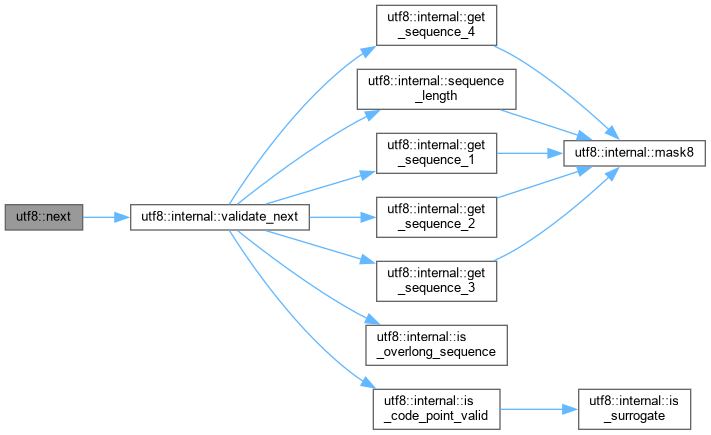 utf8::next
utf8::internal::validate_next
utf8::internal::get
_sequence_4
utf8::internal::sequence
_length
utf8::internal::get
_sequence_1
utf8::internal::get
_sequence_2
utf8::internal::get
_sequence_3
utf8::internal::is
_overlong_sequence
utf8::internal::is
_code_point_valid
utf8::internal::mask8
utf8::internal::is
_surrogate